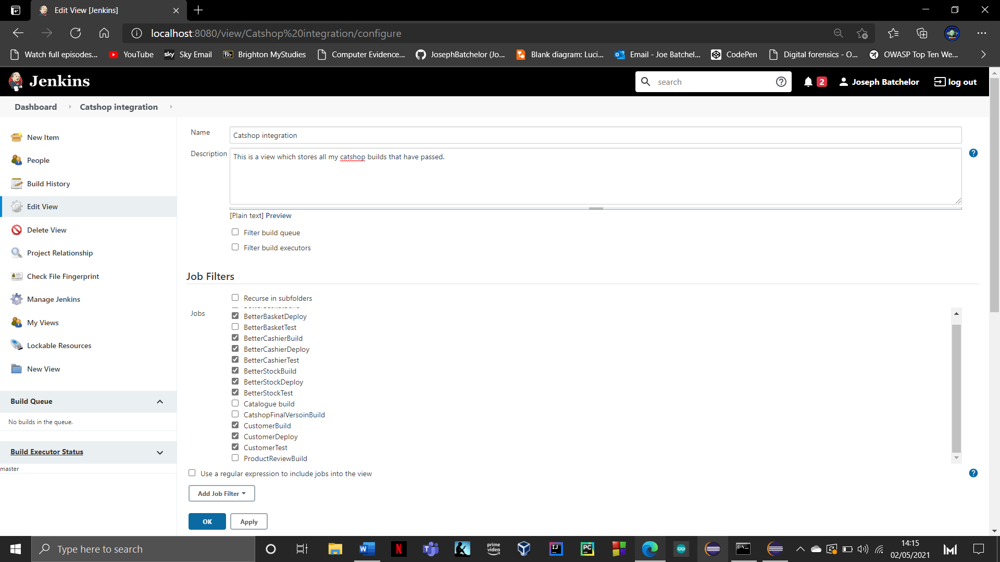 Edit View [Jenkins]
localhost:8080/view/Catshop%20integration/configure
Watch full episodes... YouTube sky Sky Email Bb Brighton MyStudies Computer Evidence... JosephBatchelor (Jo... Blank diagram: Luci... Email - Joe Batchel... CodePen Digital forensics - O... OWASP Top Ten We...
Jenkins search 2 Joseph Batchelor log out
Dashboard Catshop integration
New Item
People
Build History
Edit View
Delete View
Project Relationship
Check File Fingerprint
Manage Jenkins
My Views
Lockable Resources
New View
Build Queue
No builds in the queue.
Build Executor Status
master
Name Catshop integration
Description This is a view which stores all my catshop builds that have passed.
[Plain text] Preview
Filter build queue
Filter build executors
Job Filters
Recurse in subfolders
Jobs
BetterBasketDeploy
BetterBasketTest
BetterCashierBuild
BetterCashierDeploy
BetterCashierTest
BetterStockBuild
BetterStockDeploy
BetterStockTest
Catalogue build
CatshopFinalVersoinBuild
CustomerBuild
CustomerDeploy
CustomerTest
ProductReviewBuild
Use a regular expression to include jobs into the view
Add Job Filter
OK Apply
Type here to search
prime video
14:15
02/05/2021